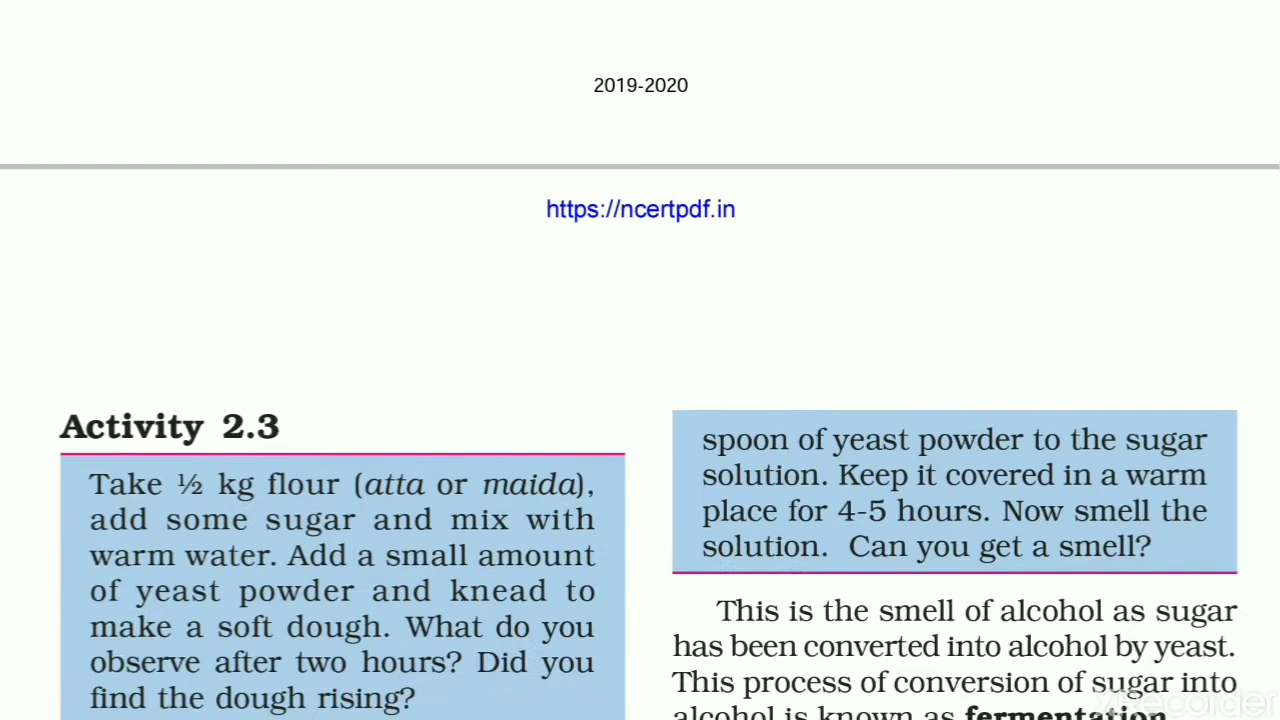 2019-2020
https://ncertpdf.in
Activity 2.3
Take ½ kg flour (atta or maida),
add some sugar and mix with
warm water. Add a small amount
of yeast powder and knead to
make a soft dough. What do you
observe after two hours? Did you
find the dough rising?
spoon of yeast powder to the sugar
solution. Keep it covered in a warm
place for 4-5 hours. Now smell the
solution. Can you get a smell?
This is the smell of alcohol as sugar
has been converted into alcohol by yeast.
This process of conversion of sugar into
alcohol is known as fermentation
XRecorder